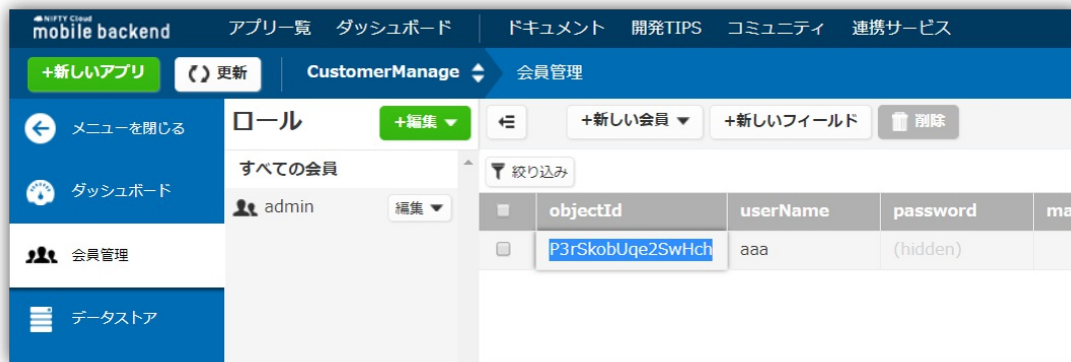 NIFTY Cloud
mobile backend アプリ一覧 ダッシュボード ドキュメント 開発TIPS コミュニティ 連携サービス
+新しいアプリ 更新 CustomerManage 会員管理
メニューを閉じる
ダッシュボード
会員管理
データストア
ロール +編集
すべての会員
admin 編集
+新しい会員 +新しいフィールド 削除
絞り込み
objectId userName password ma
P3rSkobUqe2SwHch aaa (hidden)